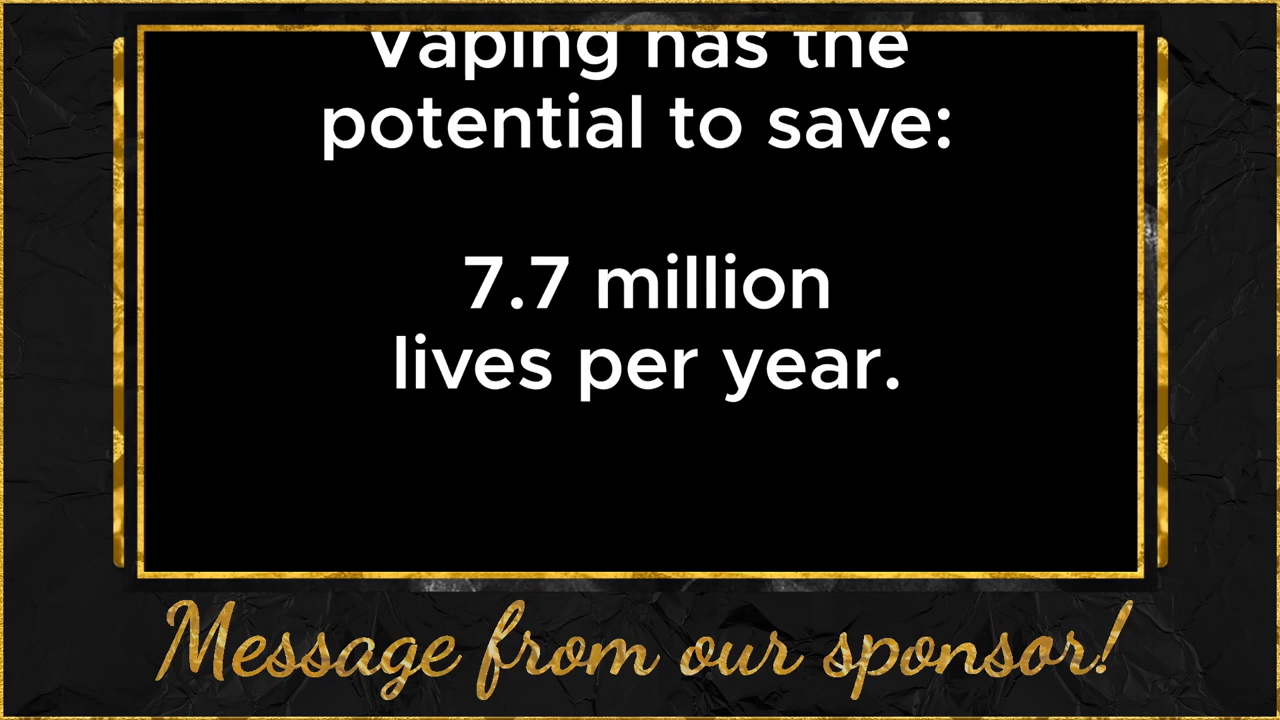 Vaping has the
potential to save:
7.7 million
lives per year.
Message from our sponsor!